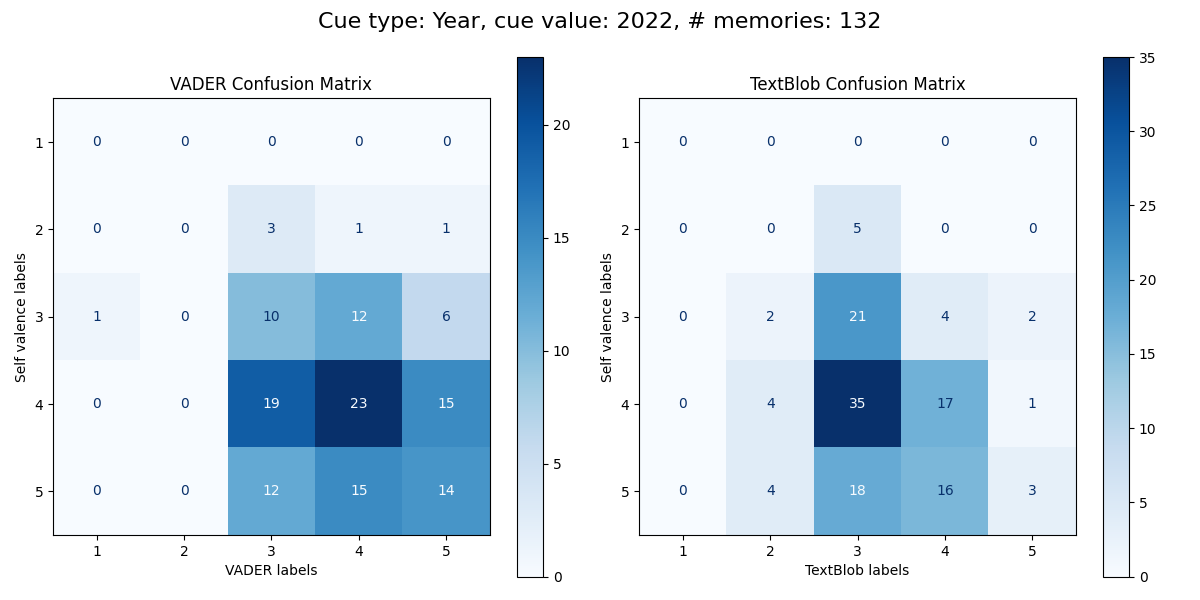 Cue type: Year, cue value: 2022, # memories: 132
VADER Confusion Matrix
Self valence labels
1 0 0 0 0 0
2 0 0 3 1 1
3 1 0 10 12 6
4 0 0 19 23 15
5 0 0 12 15 14
1 2 3 4 5
VADER labels
20
15
10
5
0
TextBlob Confusion Matrix
Self valence labels
1 0 0 0 0 0
2 0 0 5 0 0
3 0 2 21 4 2
4 0 4 35 17 1
5 0 4 18 16 3
1 2 3 4 5
TextBlob labels
35
30
25
20
15
10
5
0